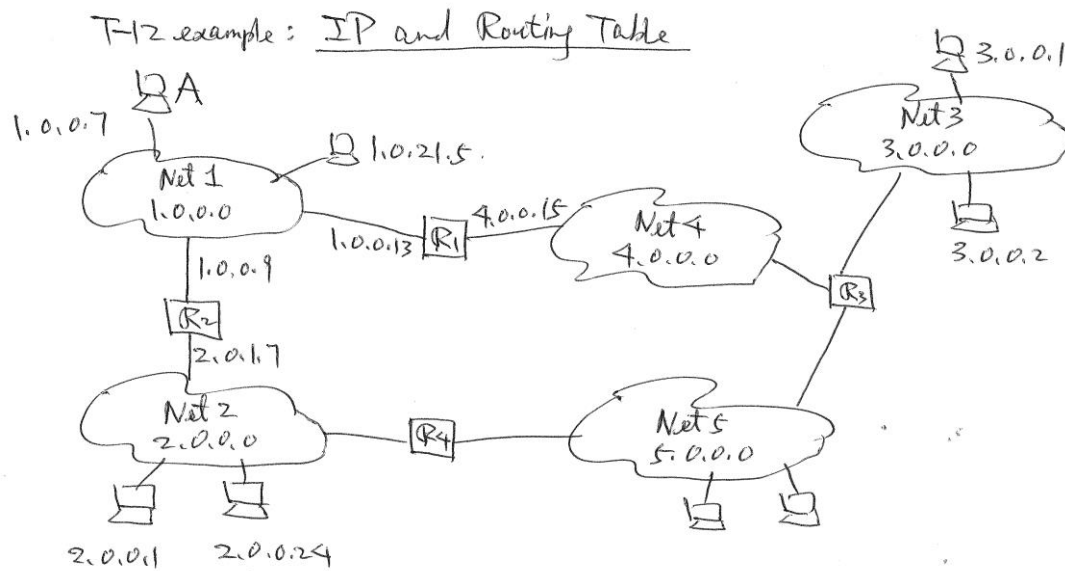 T-12 example: IP and Routing Table
A
1.0.0.7
1.0.21.5.
Net 1
1.0.0.0
1.0.0.13
R1
4.0.0.15
Net 4
4.0.0.0
3.0.0.1
Net 3
3.0.0.0
3.0.0.2
R3
1.0.0.9
R2
2.0.1.7
Net 2
2.0.0.0
R4
Net 5
5.0.0.0
2.0.0.1
2.0.0.24